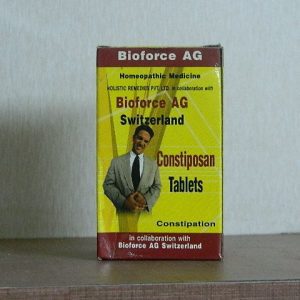 Bioforce AG
Homeopathic Medicine
HOLISTIC REMEDIES PVT. LTD. in collaboration with
Bioforce AG
Switzerland
Constiposan
Tablets
Constipation
in collaboration with
Bioforce AG Switzerland